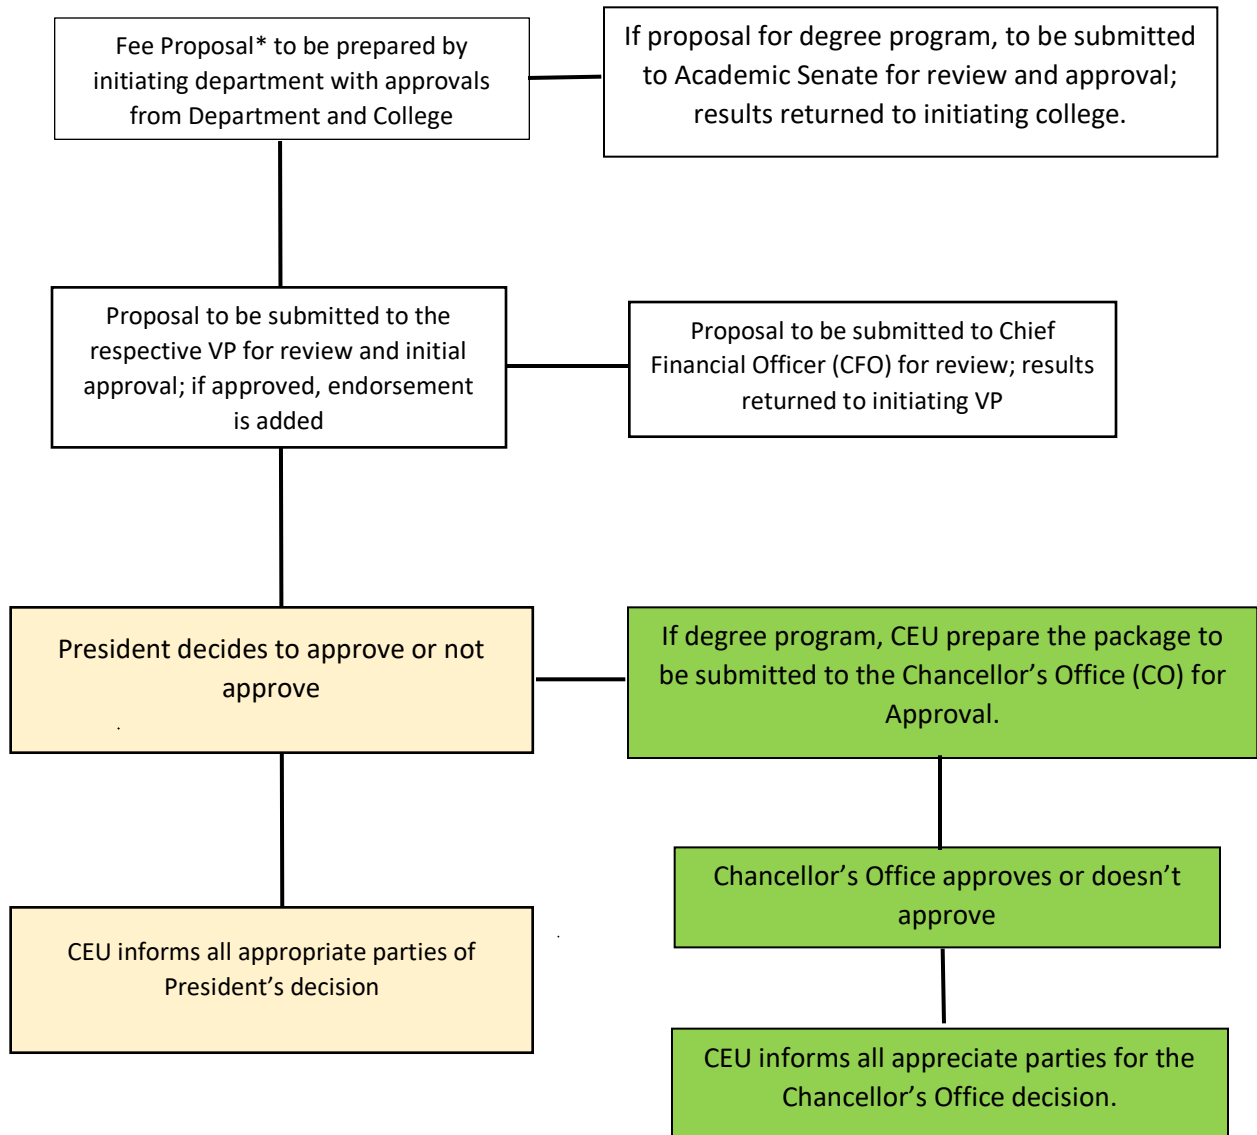 Fee Proposal* to be prepared by
initiating department with approvals
from Department and College
If proposal for degree program, to be submitted
to Academic Senate for review and approval;
results returned to initiating college.
Proposal to be submitted to the
respective VP for review and initial
approval; if approved, endorsement
is added
Proposal to be submitted to Chief
Financial Officer (CFO) for review; results
returned to initiating VP
President decides to approve or not
approve
.
If degree program, CEU prepare the package to
be submitted to the Chancellor’s Office (CO) for
Approval.
Chancellor’s Office approves or doesn’t
approve
CEU informs all appropriate parties of
President’s decision
.
CEU informs all appreciate parties for the
Chancellor’s Office decision.